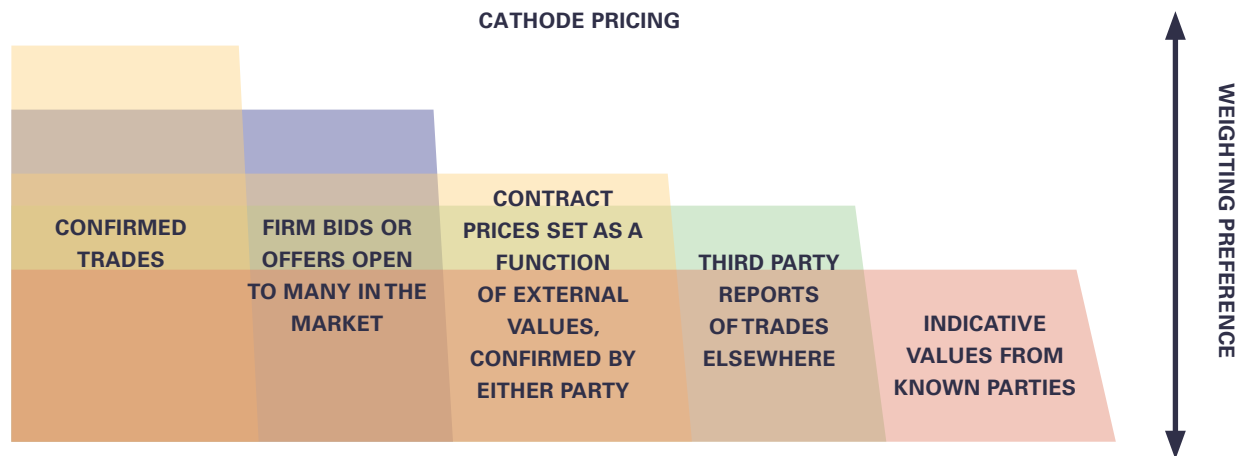 CATHODE PRICING
CONFIRMED
TRADES
FIRM BIDS OR
OFFERS OPEN
TO MANY IN THE
MARKET
CONTRACT
PRICES SET AS A
FUNCTION
OF EXTERNAL
VALUES,
CONFIRMED BY
EITHER PARTY
THIRD PARTY
REPORTS
OF TRADES
ELSEWHERE
INDICATIVE
VALUES FROM
KNOWN PARTIES
WEIGHTING PREFERENCE